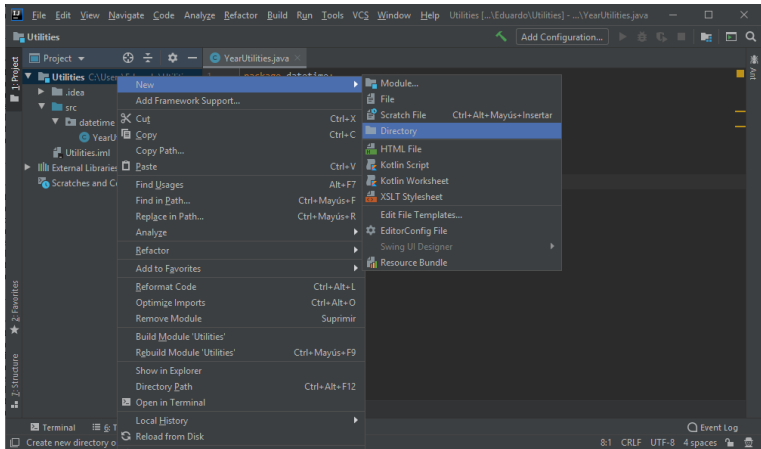 File Edit View Navigate Code Analyze Refactor Build Run Tools VCS Window Help Utilities [...\Eduardo\Utilities] - ...\YearUtilities.java
Utilities Add Configuration...
1: Project
Project YearUtilities.java
Ant
Utilities C:\User
package datetime;
.idea
src
datetime
YearU
Utilities.iml
External Libraries
Scratches and Co
New
Add Framework Support...
Cut Ctrl+X
Copy Ctrl+C
Copy Path...
Paste Ctrl+V
Find Usages Alt+F7
Find in Path... Ctrl+Mayús+F
Replace in Path... Ctrl+Mayús+R
Analyze
Refactor
Add to Favorites
Reformat Code Ctrl+Alt+L
Optimize Imports Ctrl+Alt+O
Remove Module Suprimir
Build Module 'Utilities'
Rebuild Module 'Utilities' Ctrl+Mayús+F9
Show in Explorer
Directory Path Ctrl+Alt+F12
Open in Terminal
Local History
Reload from Disk
Module...
File
Scratch File Ctrl+Alt+Mayús+Insertar
Directory
HTML File
Kotlin Script
Kotlin Worksheet
XSLT Stylesheet
Edit File Templates...
EditorConfig File
Swing UI Designer
Resource Bundle
2: Favorites
7: Structure
Terminal 6: T Event Log
Create new directory o 8:1 CRLF UTF-8 4 spaces